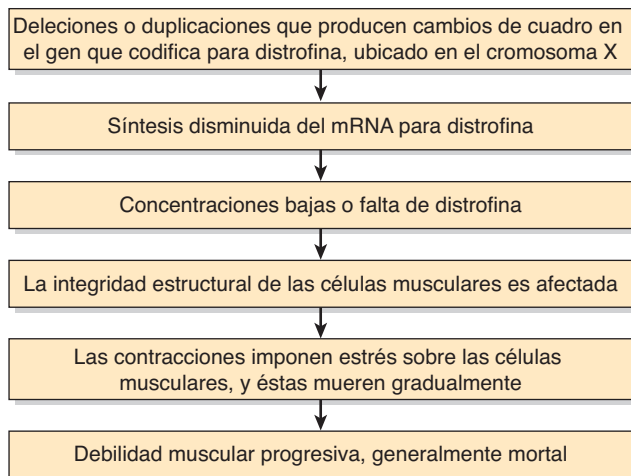 Deleciones o duplicaciones que producen cambios de cuadro en
el gen que codifica para distrofina, ubicado en el cromosoma X
Síntesis disminuida del mRNA para distrofina
Concentraciones bajas o falta de distrofina
La integridad estructural de las células musculares es afectada
Las contracciones imponen estrés sobre las células
musculares, y éstas mueren gradualmente
Debilidad muscular progresiva, generalmente mortal